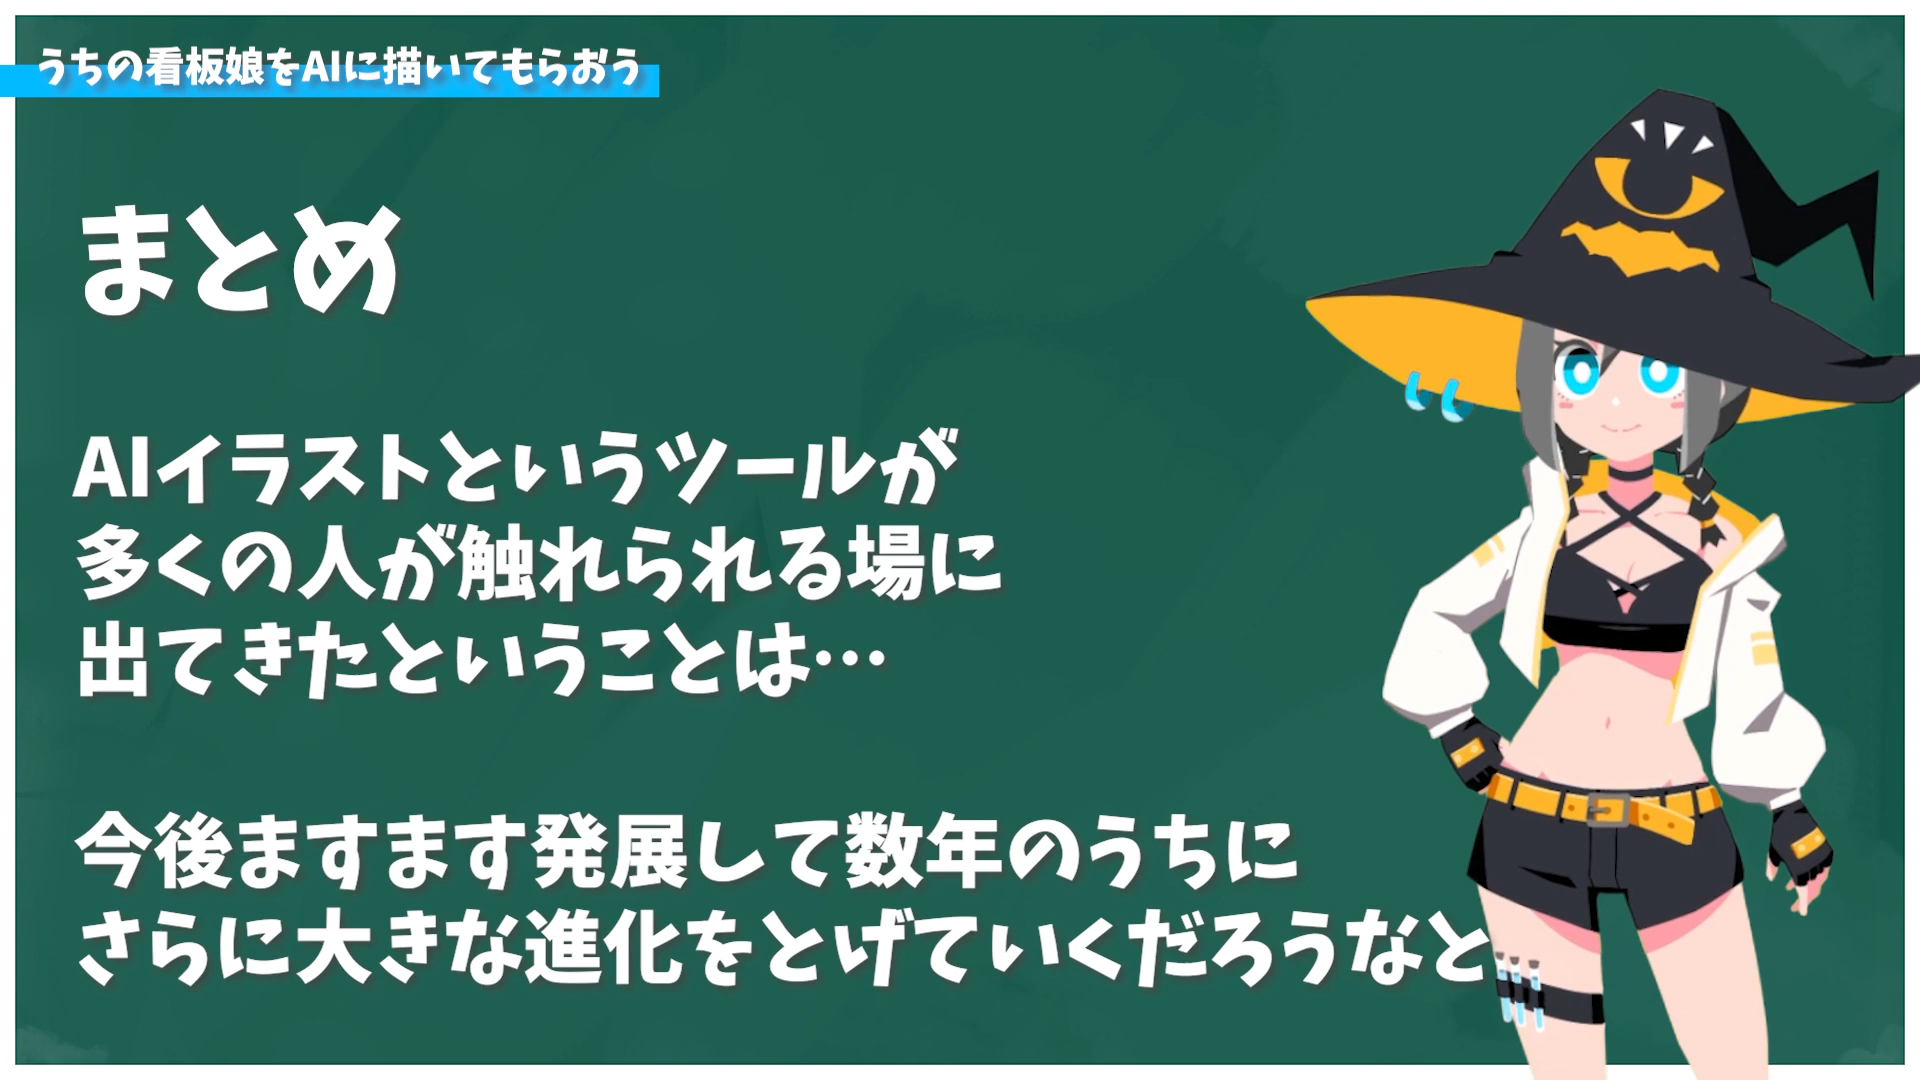 うちの看板娘をAIに描いてもらおう
まとめ
AIイラストというツールが
多くの人が触れられる場に
出てきたということは…
今後ますます発展して数年のうちに
さらに大きな進化をとげていくだろうなと